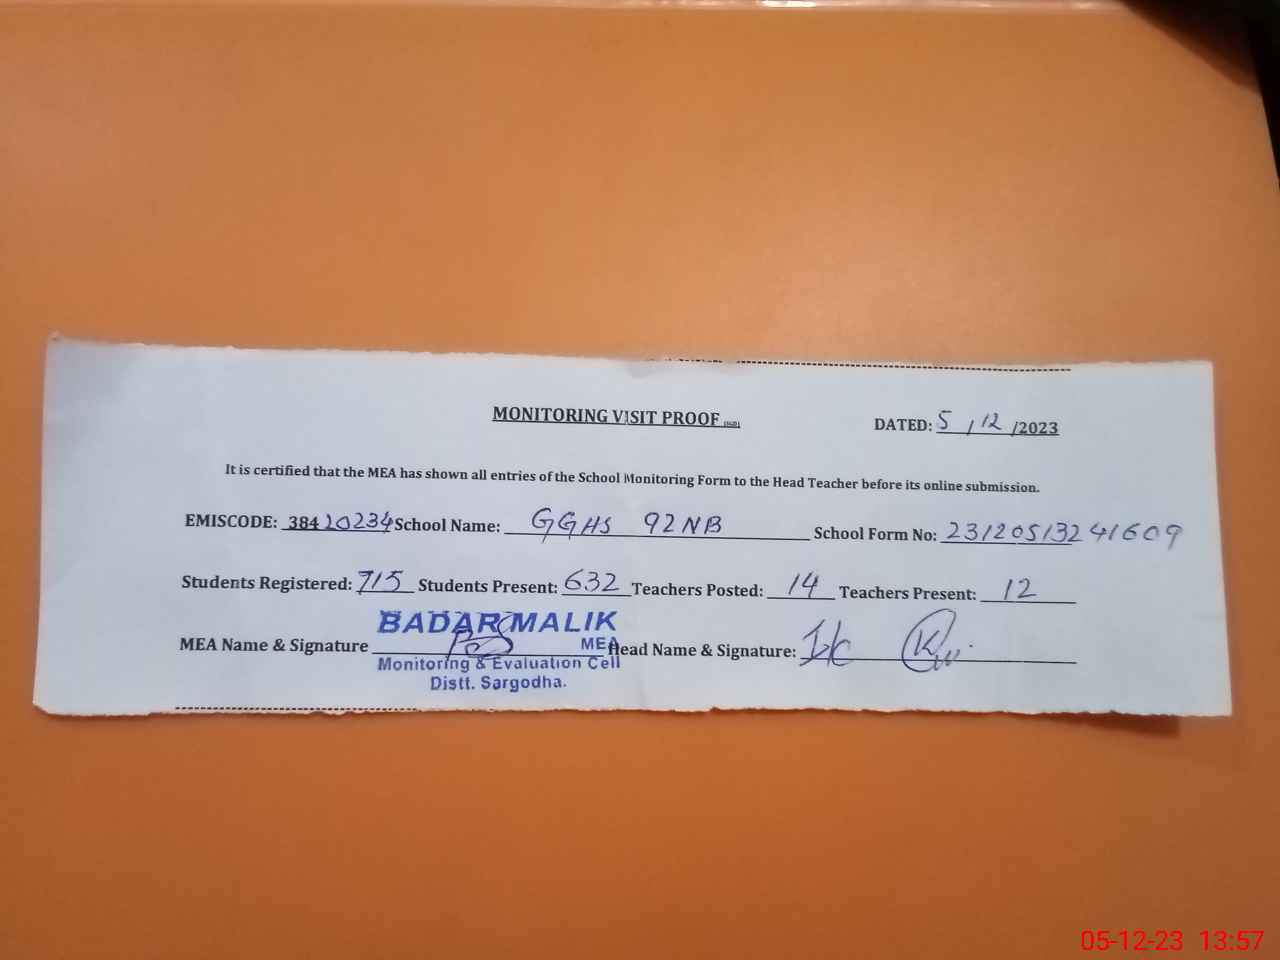 MONITORING VISIT PROOF
DATED: 5 / 12 /2023
It is certified that the MEA has shown all entries of the School Monitoring Form to the Head Teacher before its online submission.
EMISCODE: 38420234 School Name: GGHS 92NB School Form No: 23120513241609
Students Registered: 715 Students Present: 632 Teachers Posted: 14 Teachers Present: 12
BADAR MALIK
MEA Name & Signature MEA Head Name & Signature: I/C
Monitoring & Evaluation Cell
Distt. Sargodha.
05-12-23 13:57